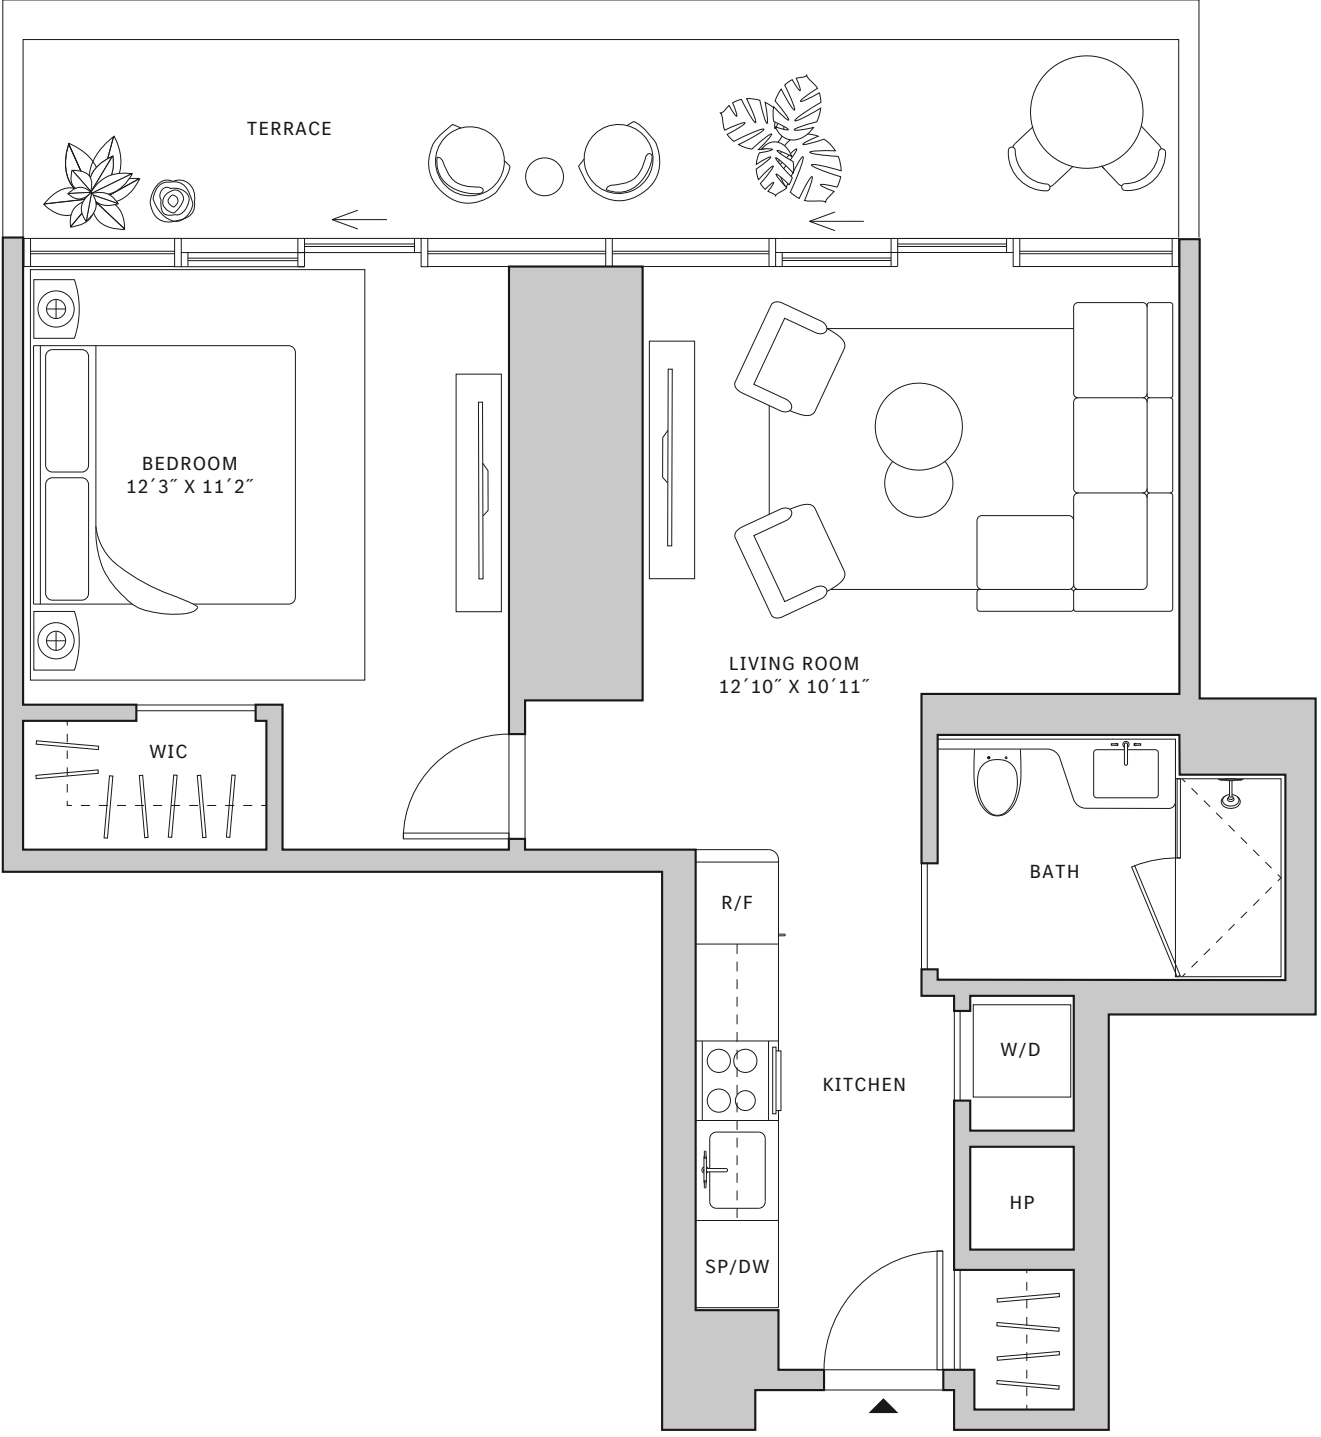 TERRACE
BEDROOM
12´3˝ X 11´2˝
LIVING ROOM
12´10˝ X 10´11˝
WIC
BATH
R/F
W/D
KITCHEN
HP
SP/DW